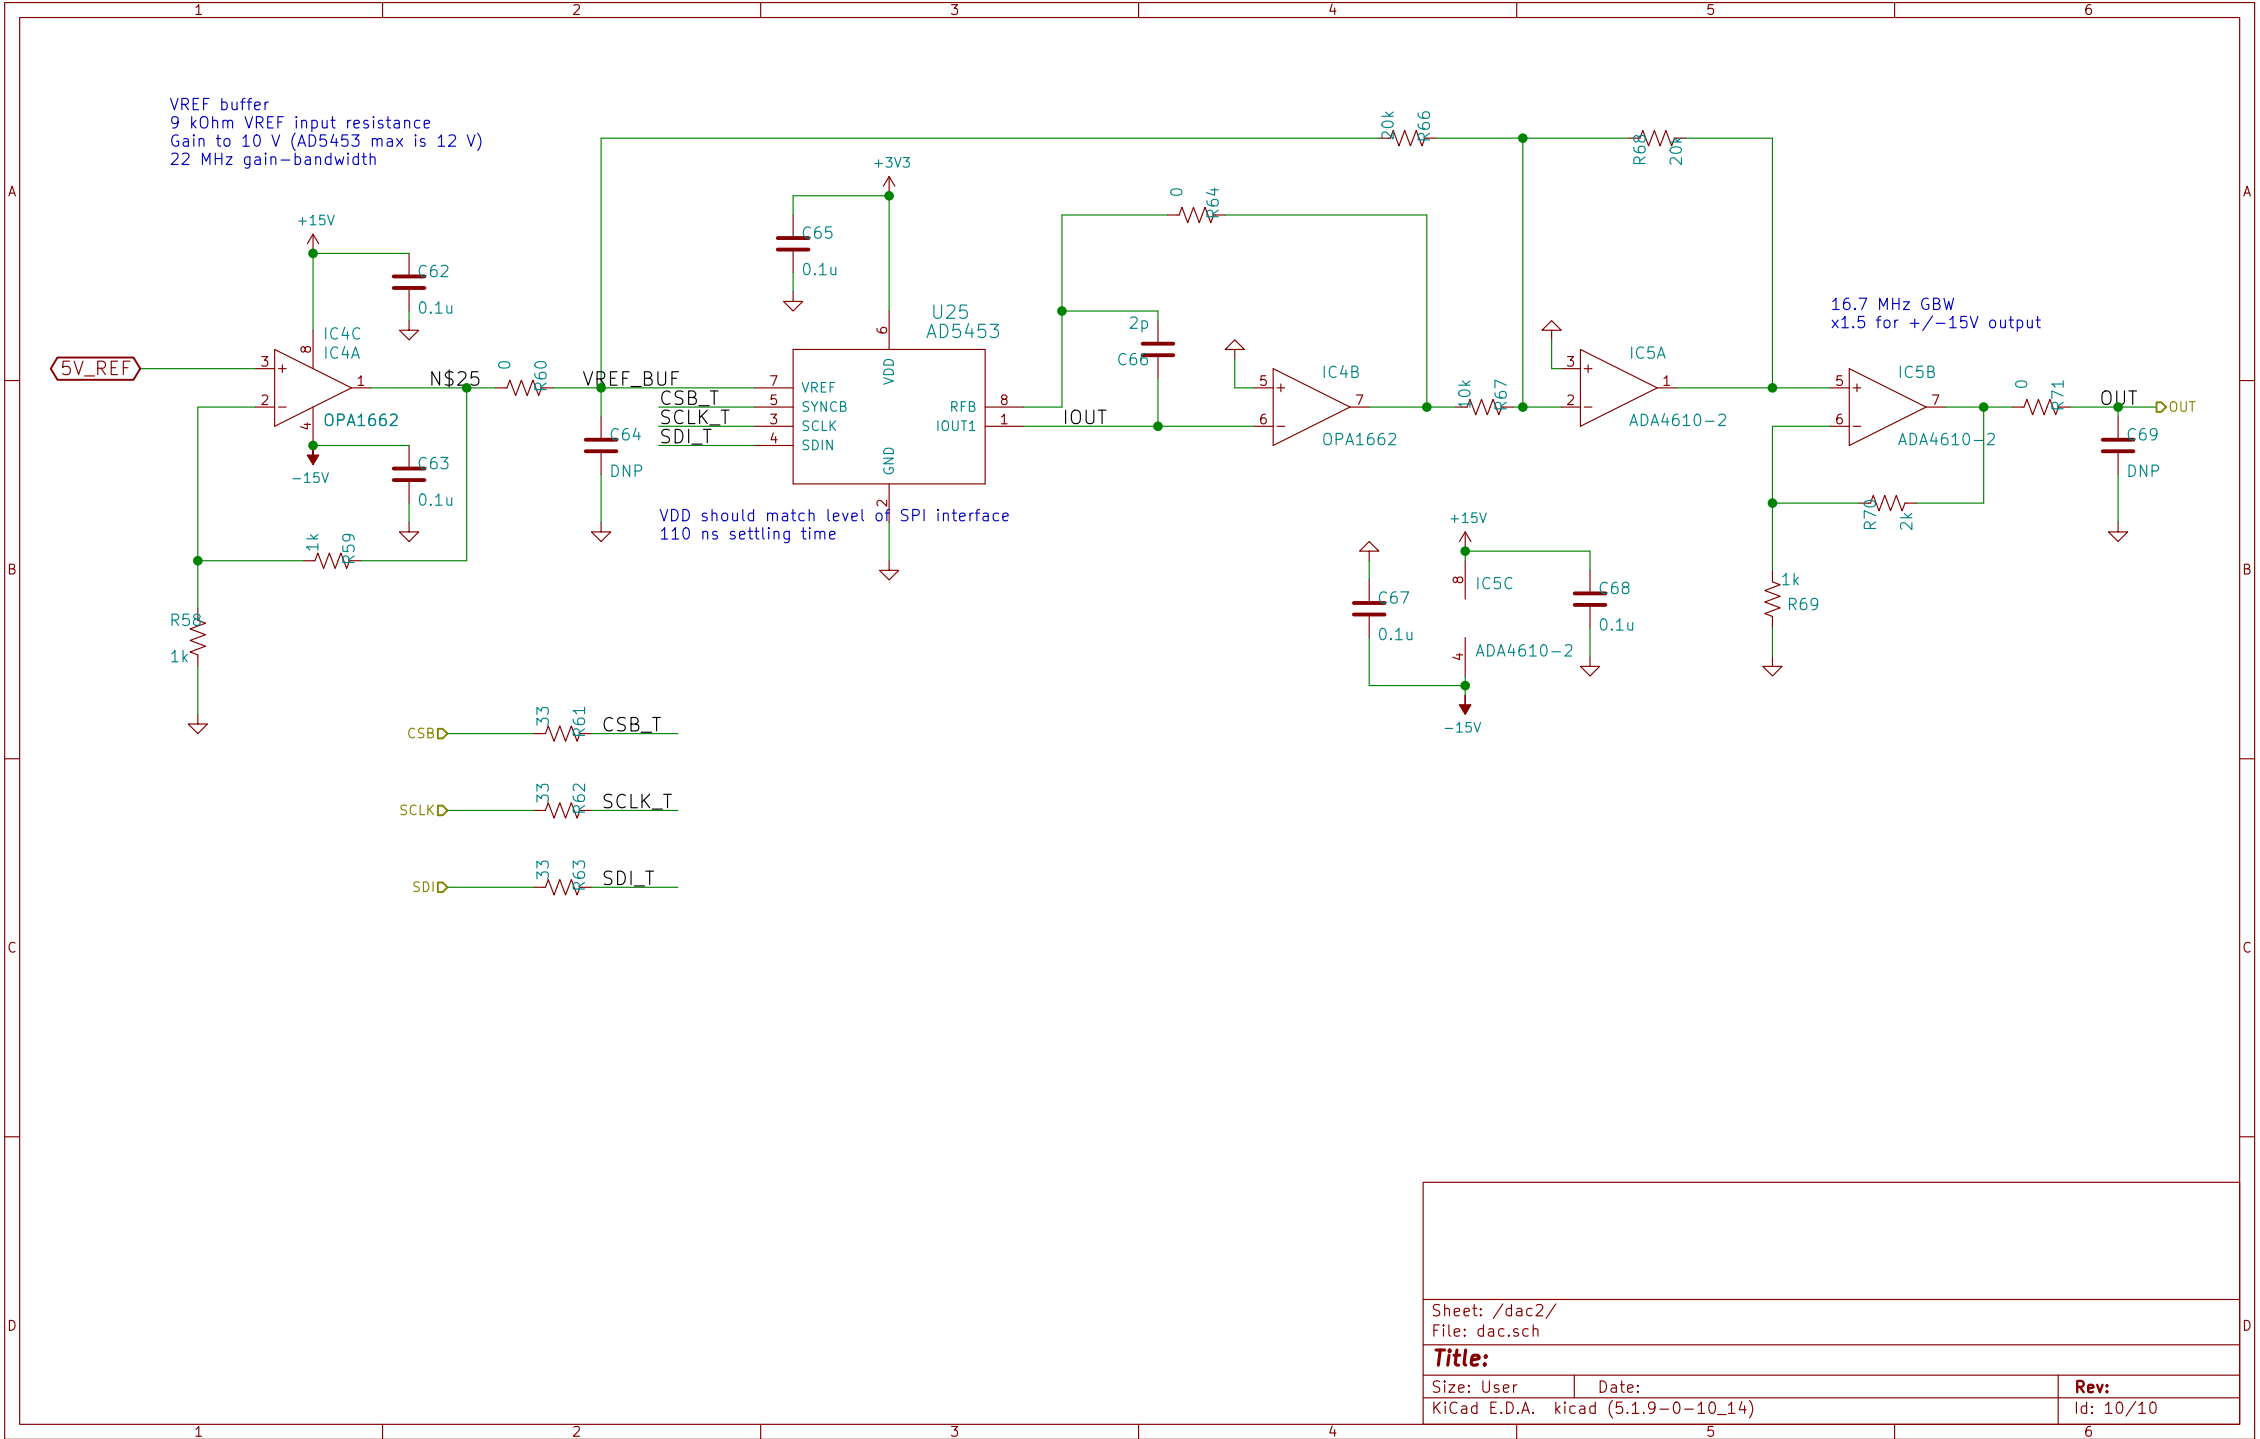 1 2 3 4 5 6
A
A
B
B
C
C
D
D
VREF buffer
9 kOhm VREF input resistance
Gain to 10 V (AD5453 max is 12 V)
22 MHz gain-bandwidth
+15V
C62
0.1u
IC4C
IC4A
8
5V_REF
3
+
2
-
1
4
OPA1662
-15V
C63
0.1u
1k
R59
R58
1k
N$25
0
R60
VREF_BUF
CSB_T
SCLK_T
SDI_T
C64
DNP
+3V3
C65
0.1u
U25
AD5453
6
VDD
7
VREF
5
SYNCB
3
SCLK
4
SDIN
RFB
8
IOUT1
1
GND
2
VDD should match level of SPI interface
110 ns settling time
IOUT
0
R64
2p
C66
5
+
6
-
7
IC4B
OPA1662
20k
R66
10k
R67
R68
20k
3
+
2
-
1
IC5A
ADA4610-2
16.7 MHz GBW
x1.5 for +/-15V output
5
+
6
-
7
IC5B
ADA4610-2
0
R71
OUT
OUT
C69
DNP
R70
2k
1k
R69
+15V
8
IC5C
C67
0.1u
C68
0.1u
4
ADA4610-2
-15V
CSB
33
R61
CSB_T
SCLK
33
R62
SCLK_T
SDI
33
R63
SDI_T
Sheet: /dac2/
File: dac.sch
Title:
Size: User
Date:
Rev:
KiCad E.D.A. kicad (5.1.9-0-10_14)
Id: 10/10
1 2 3 4 5 6